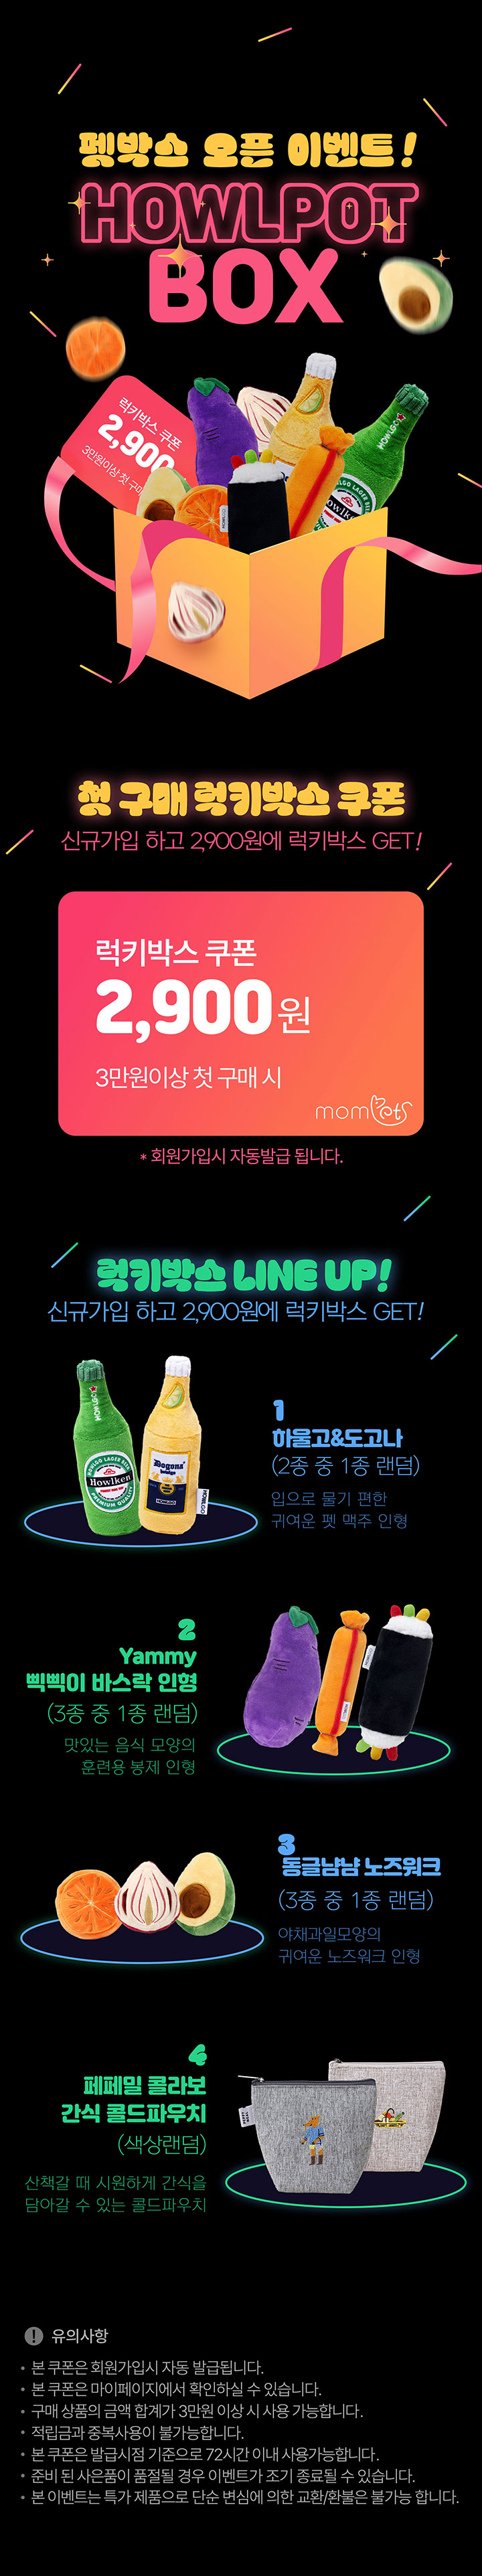 펫박스 오픈 이벤트!
HOWLPOT
BOX
럭키박스 쿠폰
2,900
3만원이상 첫 구매
HOWLGO
첫 구매 럭키박스 쿠폰
신규가입 하고 2,900원에 럭키박스 GET!
럭키박스 쿠폰
2,900원
3만원이상 첫 구매 시
momPets
* 회원가입시 자동발급 됩니다.
럭키박스 LINE UP!
신규가입 하고 2,900원에 럭키박스 GET!
HOWLGO
HOWLGO LAGER BEER
Howlken
PREMIUM QUALITY
Dogona
HOWLGO
1
하울고&도고나
(2종 중 1종 랜덤)
입으로 물기 편한
귀여운 펫 맥주 인형
2
Yammy
삑삑이 바스락 인형
(3종 중 1종 랜덤)
맛있는 음식 모양의
훈련용 봉제 인형
3
동글냠냠 노즈워크
(3종 중 1종 랜덤)
야채과일모양의
귀여운 노즈워크 인형
4
페페밀 콜라보
간식 콜드파우치
(색상랜덤)
산책갈 때 시원하게 간식을
담아갈 수 있는 콜드파우치
! 유의사항
• 본 쿠폰은 회원가입시 자동 발급됩니다.
• 본 쿠폰은 마이페이지에서 확인하실 수 있습니다.
• 구매 상품의 금액 합계가 3만원 이상 시 사용 가능합니다.
• 적립금과 중복사용이 불가능합니다.
• 본 쿠폰은 발급시점 기준으로 72시간 이내 사용가능합니다.
• 준비 된 사은품이 품절될 경우 이벤트가 조기 종료될 수 있습니다.
• 본 이벤트는 특가 제품으로 단순 변심에 의한 교환/환불은 불가능 합니다.